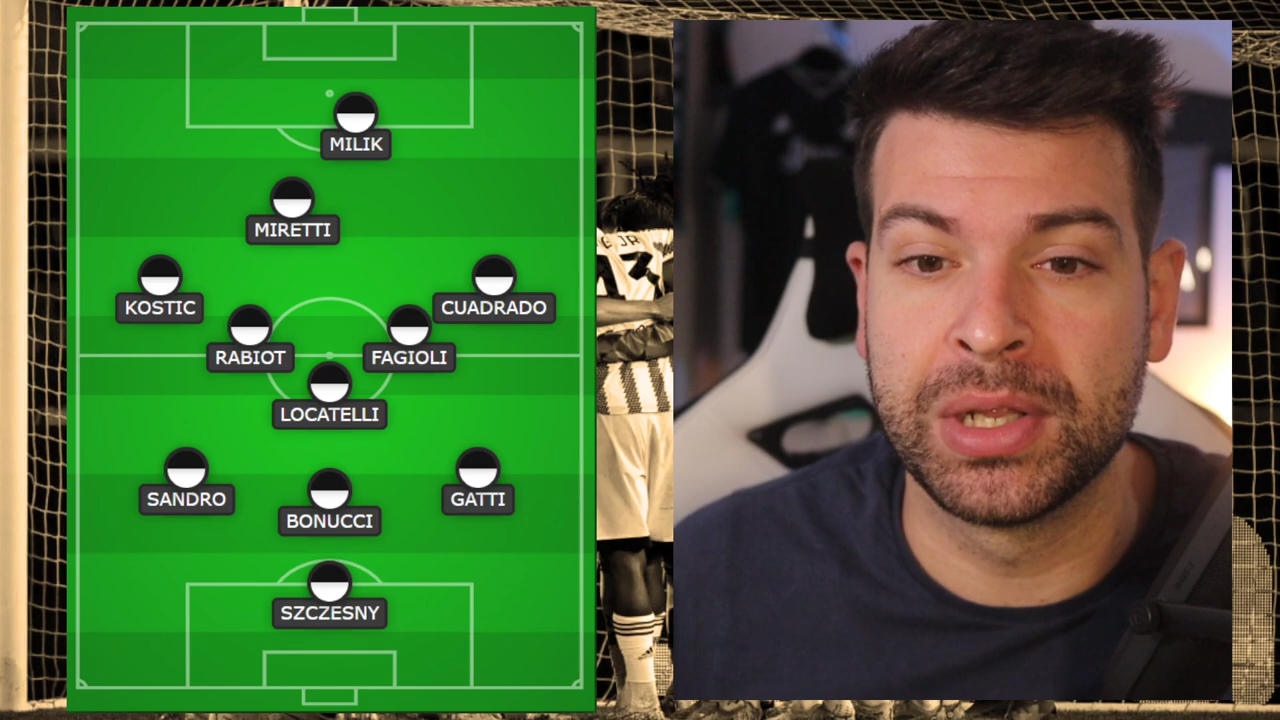 MILIK
MIRETTI
KOSTIC
CUADRADO
RABIOT
FAGIOLI
LOCATELLI
SANDRO
BONUCCI
GATTI
SZCZESNY